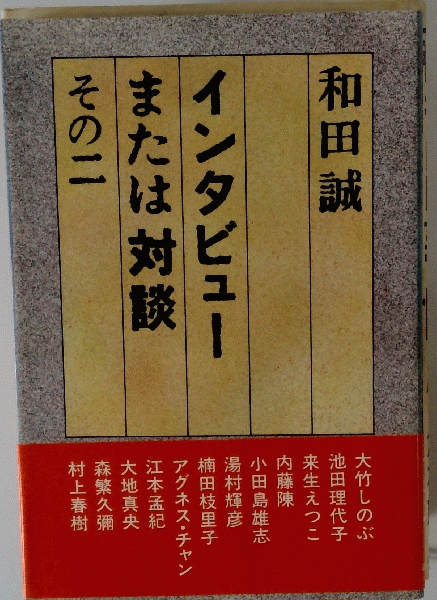 和田誠
インタビュー
または対談
その二
大竹しのぶ
池田理代子
来生えつこ
内藤陳
小田島雄志
湯村輝彦
楠田枝里子
アグネス・チャン
江本孟紀
大地真央
森繁久彌
村上春樹